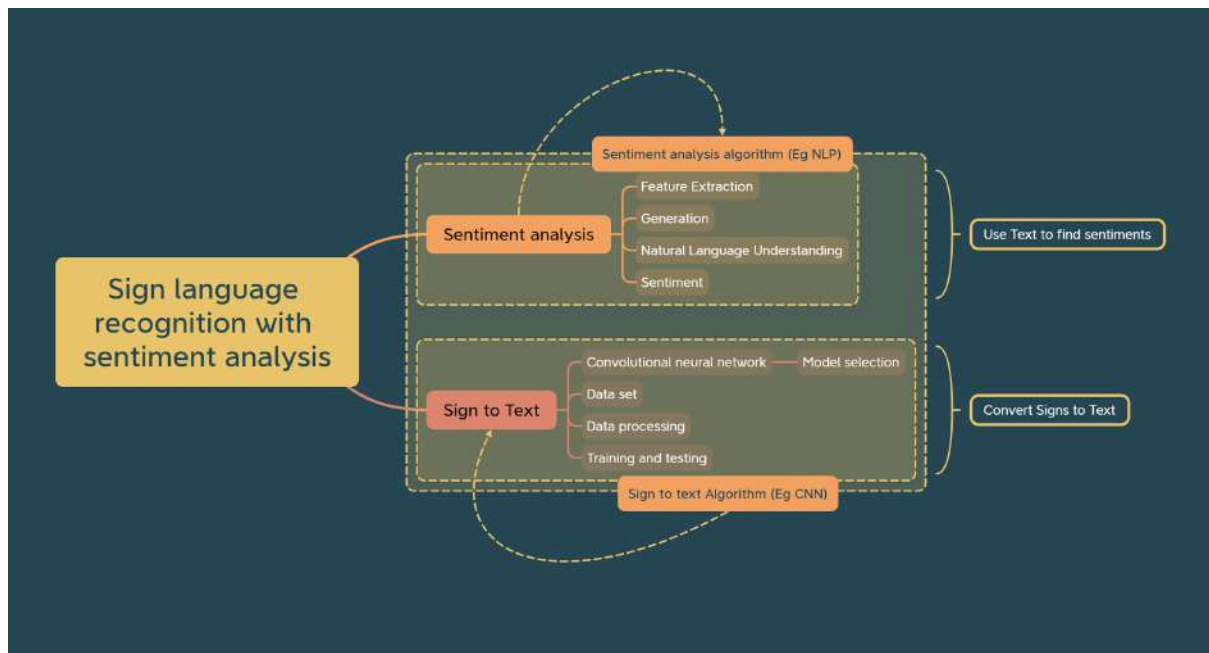 Sign language
recognition with
sentiment analysis
Sentiment analysis algorithm (Eg NLP)
Sentiment analysis
Feature Extraction
Generation
Natural Language Understanding
Sentiment
Use Text to find sentiments
Sign to Text
Convolutional neural network
Model selection
Data set
Data processing
Training and testing
Sign to text Algorithm (Eg CNN)
Convert Signs to Text